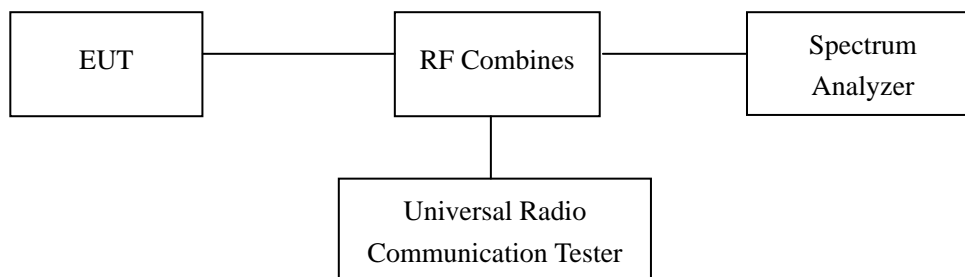 EUT
RF Combines
Spectrum
Analyzer
Universal Radio
Communication Tester